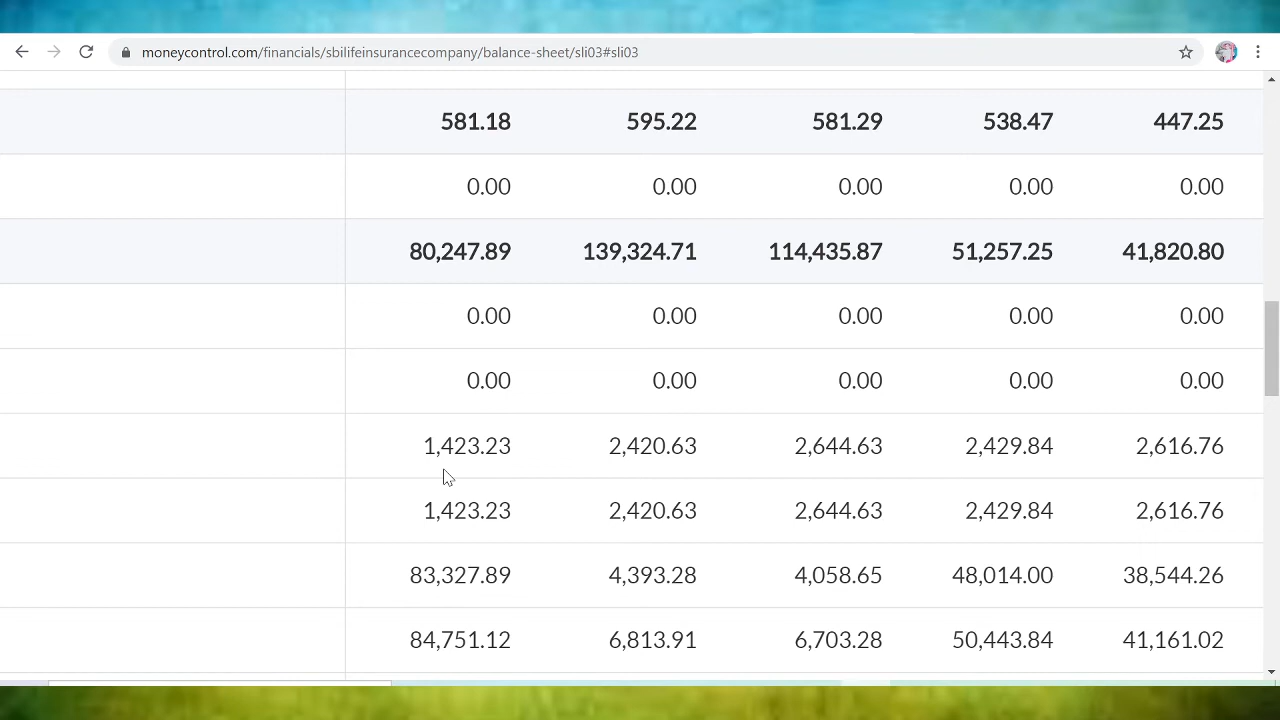 moneycontrol.com/financials/sbilifeinsurancecompany/balance-sheet/sli03#sli03
581.18 595.22 581.29 538.47 447.25
0.00 0.00 0.00 0.00 0.00
80,247.89 139,324.71 114,435.87 51,257.25 41,820.80
0.00 0.00 0.00 0.00 0.00
0.00 0.00 0.00 0.00 0.00
1,423.23 2,420.63 2,644.63 2,429.84 2,616.76
1,423.23 2,420.63 2,644.63 2,429.84 2,616.76
83,327.89 4,393.28 4,058.65 48,014.00 38,544.26
84,751.12 6,813.91 6,703.28 50,443.84 41,161.02